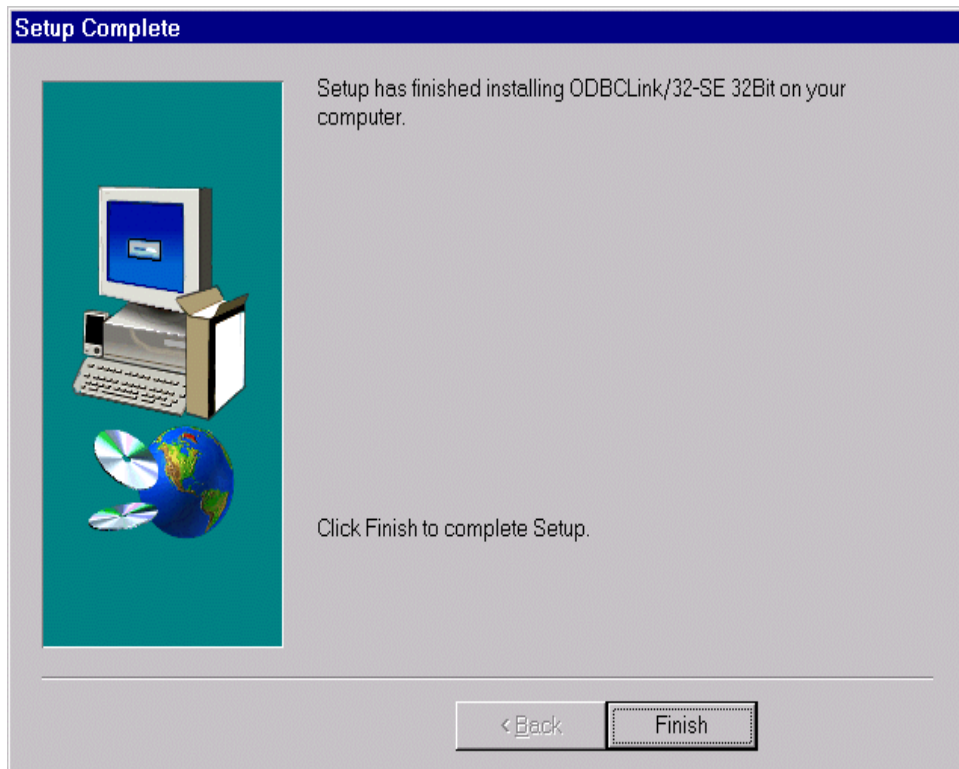 Setup Complete
Setup has finished installing ODBCLink/32-SE 32Bit on your
computer.
Click Finish to complete Setup.
< Back
Finish